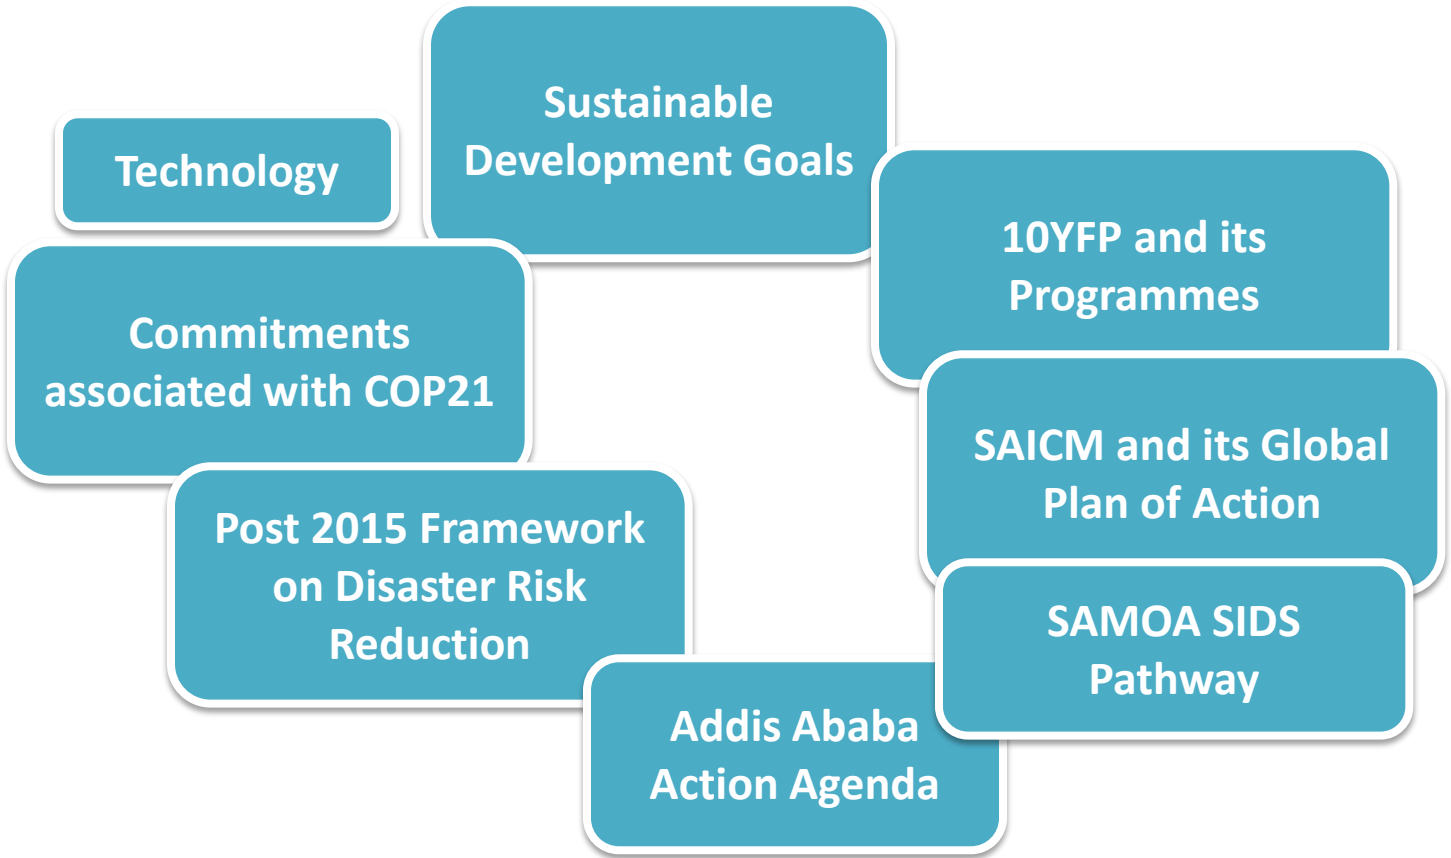 Sustainable
Development Goals
Technology
10YFP and its
Programmes
Commitments
associated with COP21
SAICM and its Global
Plan of Action
Post 2015 Framework
on Disaster Risk
Reduction
SAMOA SIDS
Pathway
Addis Ababa
Action Agenda